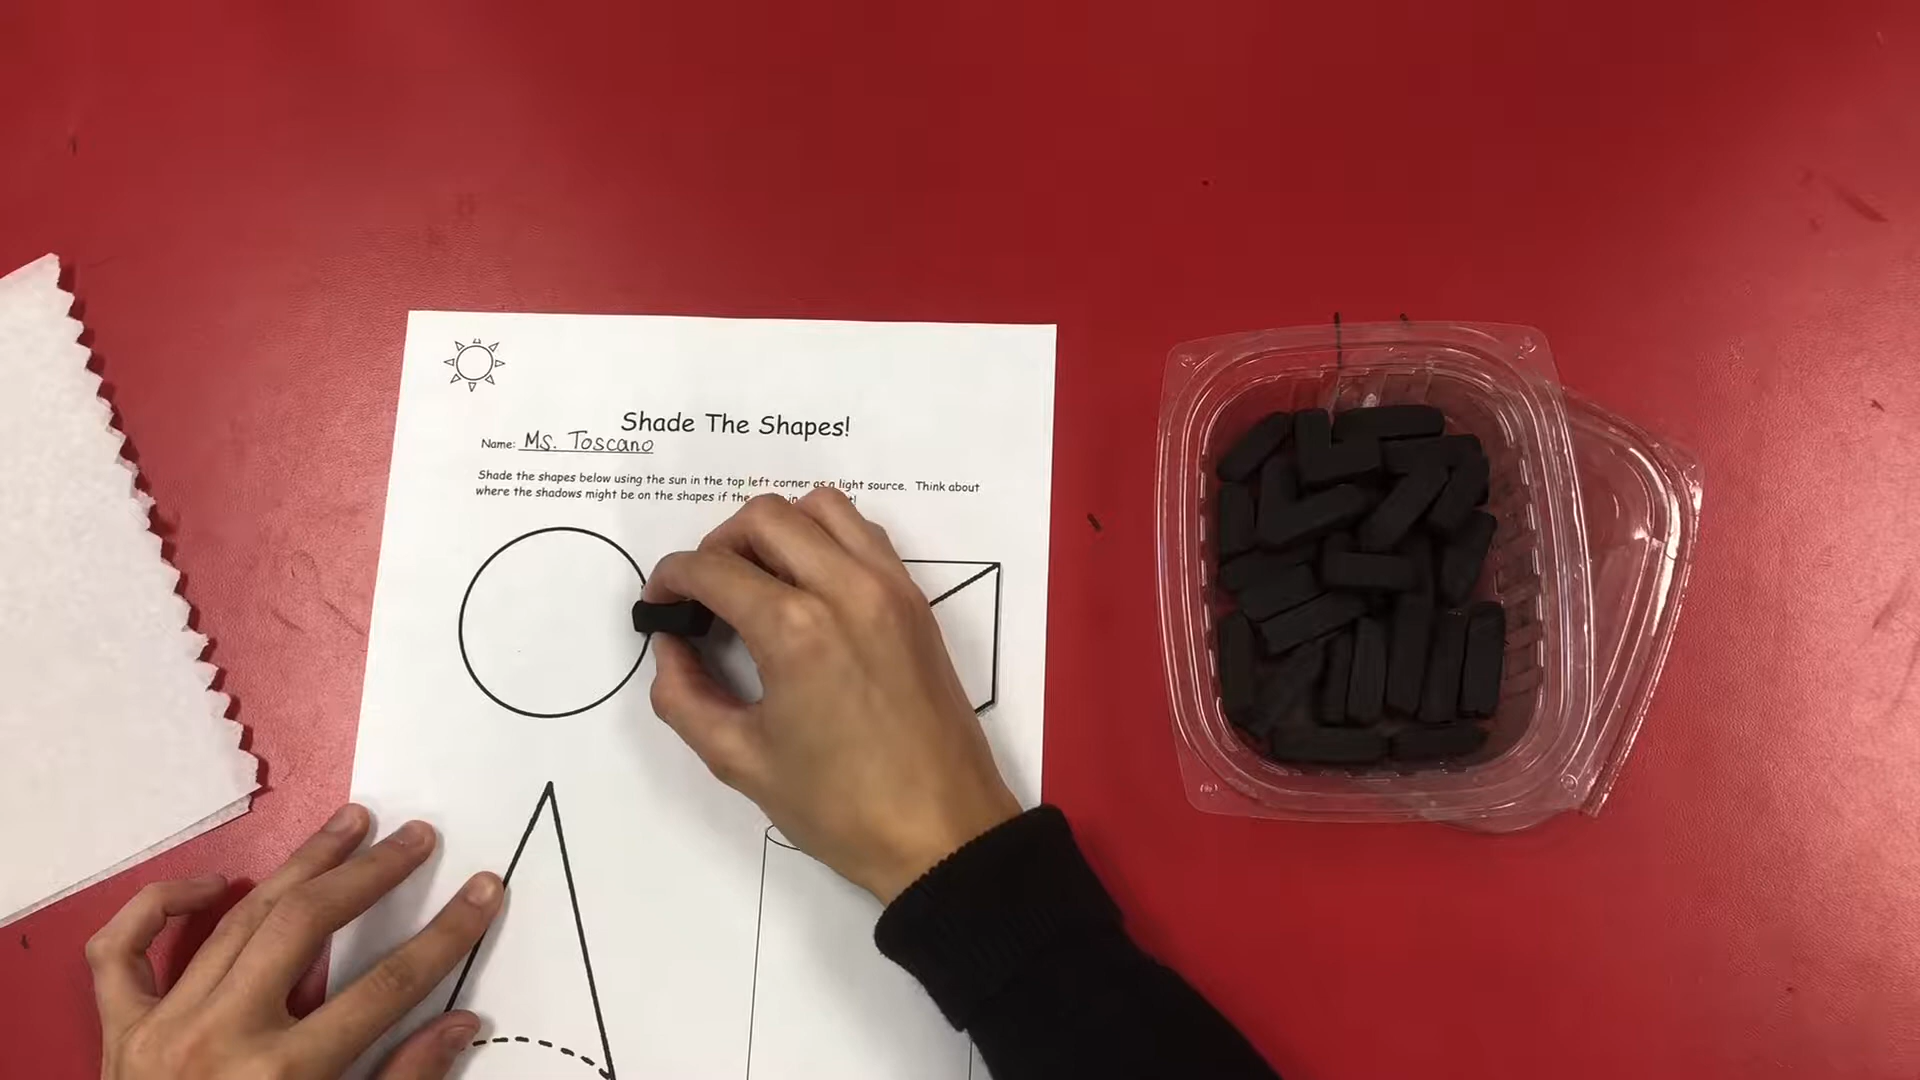 Shade The Shapes!
Name: Ms. Toscano
Shade the shapes below using the sun in the top left corner as a light source. Think about
where the shadows might be on the shapes if the